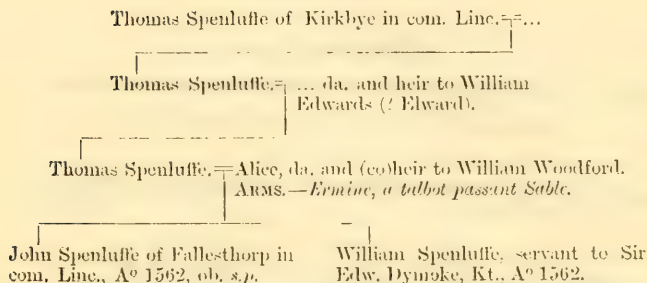 Thomas Spenluffe of Kirkbye in com. Linc.=...
Thomas Spenluffe.= ... da. and heir to William
Edwards (? Elward).
Thomas Spenluffe.=Alice, da. and (co)heir to William Woodford.
ARMS.—Ermine, a talbot passant Sable.
John Spenluffe of Fallesthorp in
com. Linc., Aº 1562, ob. s.p.
William Spenluffe, servant to Sir
Edw. Dymoke, Kt., Aº 1562.